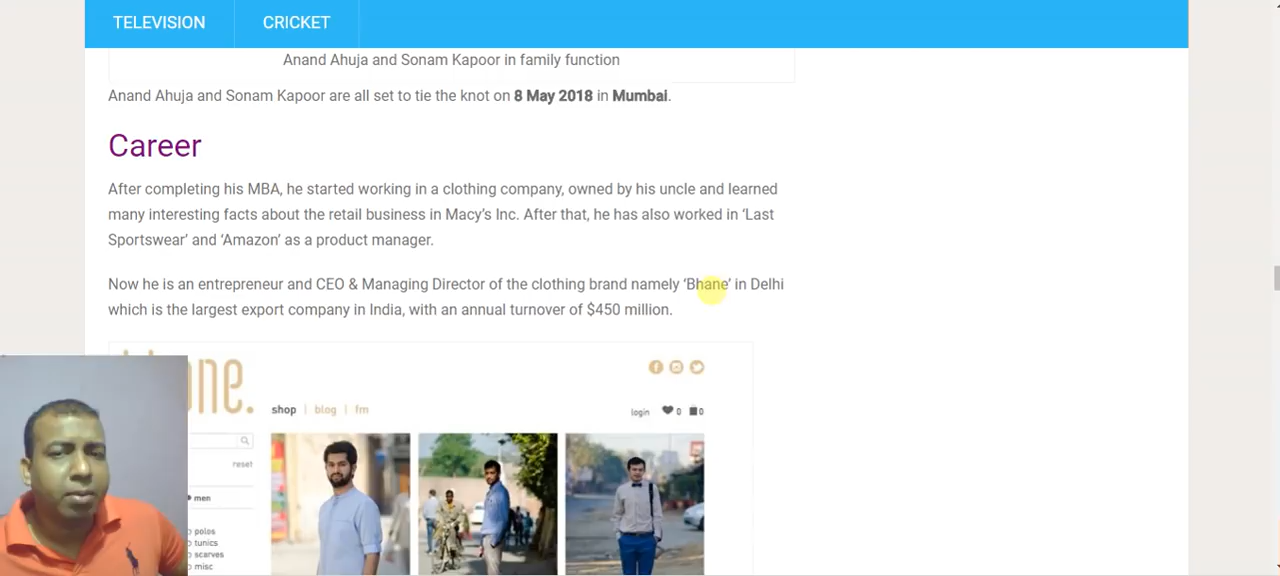 TELEVISION
CRICKET
Anand Ahuja and Sonam Kapoor in family function
Anand Ahuja and Sonam Kapoor are all set to tie the knot on 8 May 2018 in Mumbai.
Career
After completing his MBA, he started working in a clothing company, owned by his uncle and learned
many interesting facts about the retail business in Macy's Inc. After that, he has also worked in ‘Last
Sportswear’ and ‘Amazon’ as a product manager.
Now he is an entrepreneur and CEO & Managing Director of the clothing brand namely ‘Bhane’ in Delhi
which is the largest export company in India, with an annual turnover of $450 million.
shop | blog | fm
login 0 0
reset
men
polos
tunics
scarves
misc